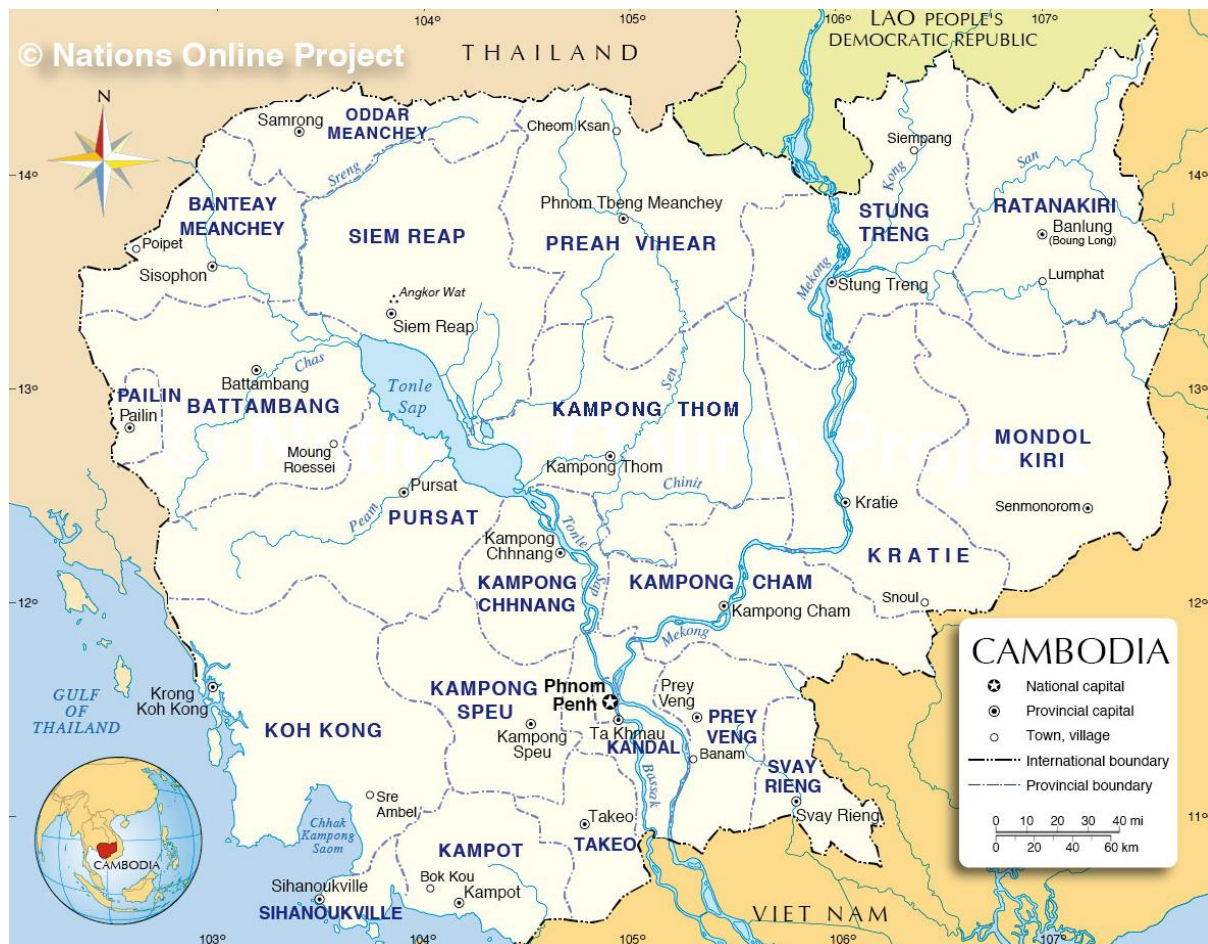 104° 105° 106° 107°
© Nations Online Project
THAILAND
LAO PEOPLE'S
DEMOCRATIC REPUBLIC
N
Samrong
ODDAR
MEANCHEY
Cheom Ksan
Siempang
Kong
San
Sreng
14°
14°
BANTEAY
MEANCHEY
Phnom Tbeng Meanchey
STUNG
TRENG
RATANAKIRI
Banlung
(Boung Long)
Poipet
SIEM REAP
PREAH VIHEAR
Sisophon
Mekong
Stung Treng
Lumphat
Angkor Wat
Siem Reap
Chas
Battambang
Tonle
Sap
Sen
13°
13°
PAILIN
Pailin
BATTAMBANG
KAMPONG THOM
© Nations Online Project
MONDOL
KIRI
Moung
Roessei
Kampong Thom
Chinit
Pursat
Peam
PURSAT
Kratie
Senmonorom
Tonle
Sap
Kampong
Chhnang
KRATIE
KAMPONG
CHHNANG
KAMPONG CHAM
Kampong Cham
Snoul
12°
12°
Mekong
CAMBODIA
National capital
Provincial capital
Town, village
International boundary
Provincial boundary
0 10 20 30 40 mi
0 20 40 60 km
GULF
OF
THAILAND
Krong
Koh Kong
KOH KONG
KAMPONG
SPEU
Kampong
Speu
Phnom
Penh
Ta Khmau
KANDAL
Prey
Veng
PREY
VENG
Banam
SVAY
RIENG
Svay Rieng
Bassak
Sre
Ambel
Chhak
Kampong
Saom
Takeo
TAKEO
11°
CAMBODIA
KAMPOT
Bok Kou
Kampot
Sihanoukville
SIHANOUKVILLE
VIET NAM
103° 104° 105° 106° 107°